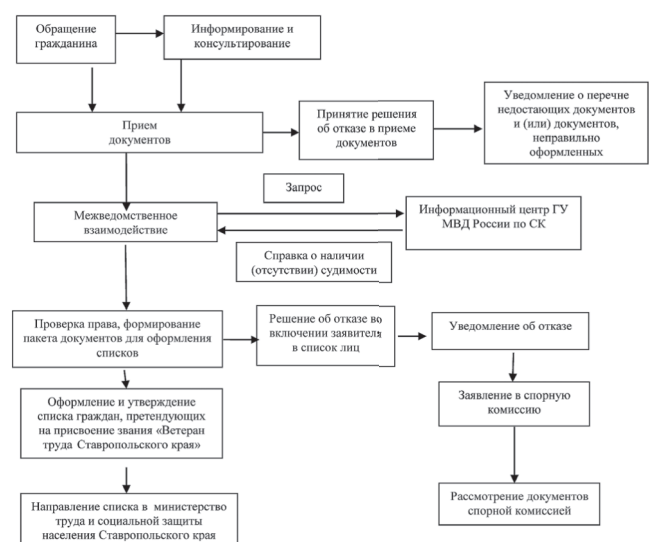 Обращение
гражданина
Информирование и
консультирование
Прием
документов
Принятие решения
об отказе в приеме
документов
Уведомление о перечне
недостающих документов
и (или) документов,
неправильно
оформленных
Запрос
Межведомственное
взаимодействие
Информационный центр ГУ
МВД России по СК
Справка о наличии
(отсутствии) судимости
Проверка права, формирование
пакета документов для оформления
списков
Решение об отказе во
включении заявителя
в список лиц
Уведомление об отказе
Оформление и утверждение
списка граждан, претендующих
на присвоение звания «Ветеран
труда Ставропольского края»
Заявление в спорную
комиссию
Направление списка в министерство
труда и социальной защиты
населения Ставропольского края
Рассмотрение документов
спорной комиссией